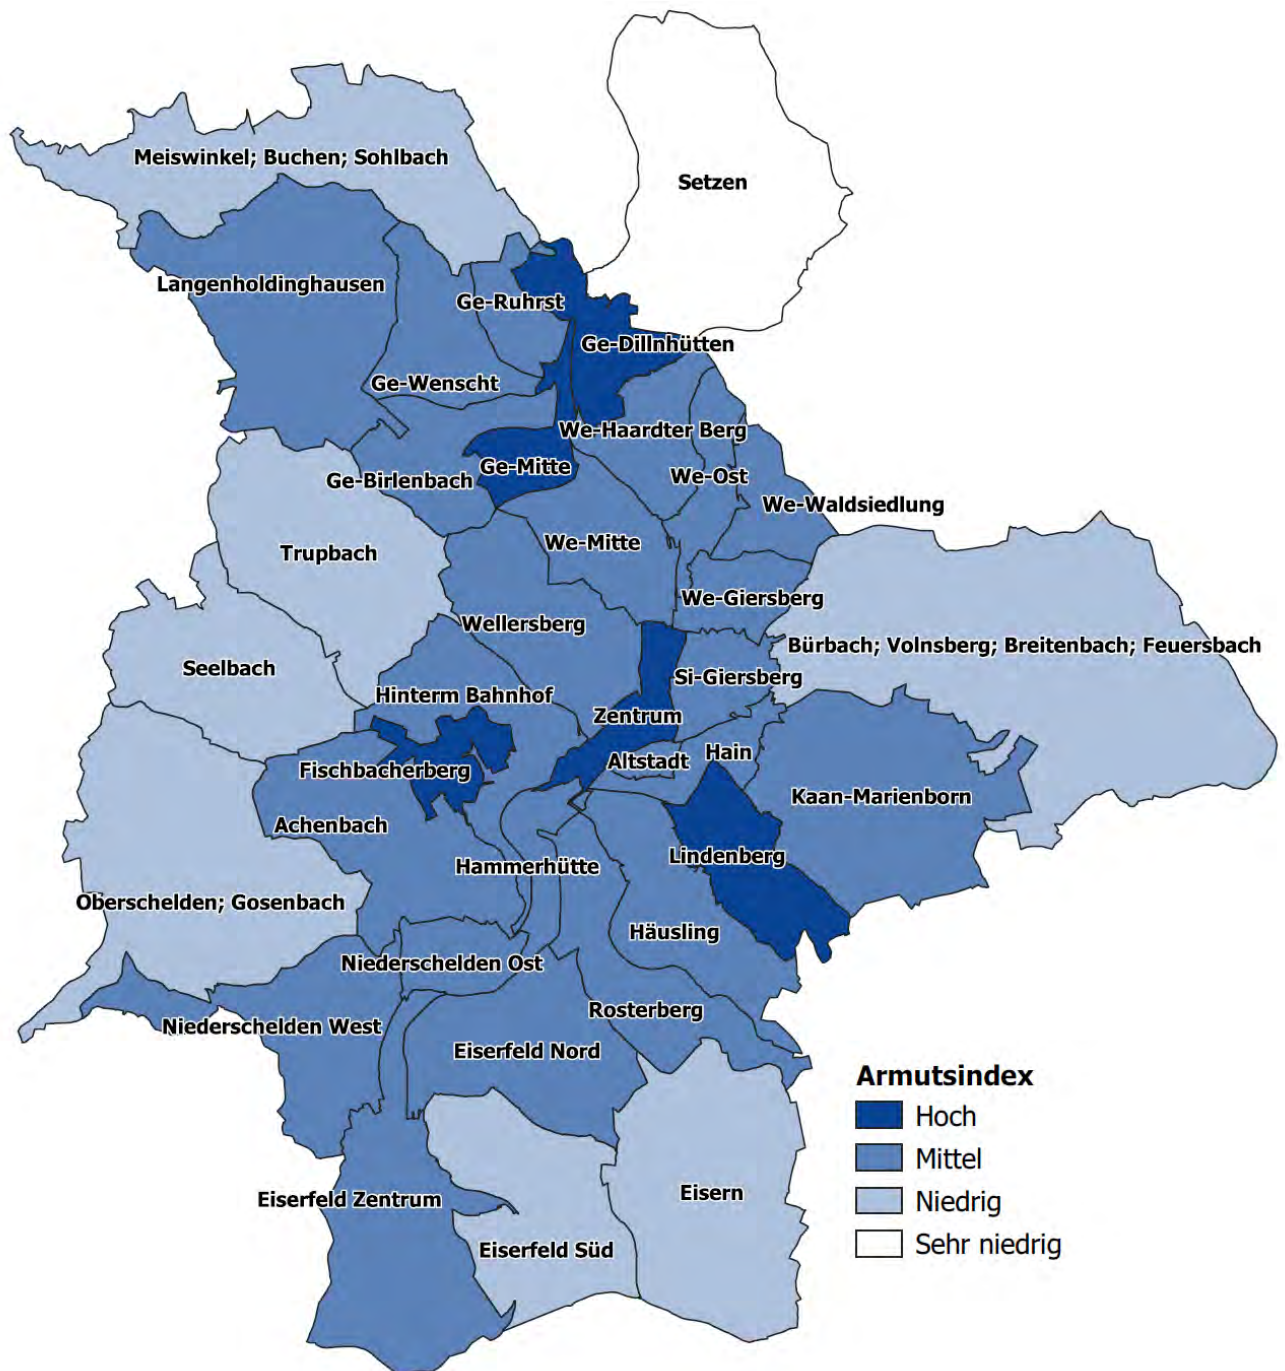 Meiswinkel; Buchen; Sohlbach
Setzen
Langenholdinghausen
Ge-Ruhrst
Ge-Dillnhütten
Ge-Wenscht
We-Haardter Berg
Ge-Mitte
We-Ost
Ge-Birlenbach
We-Waldsiedlung
We-Mitte
Trupbach
We-Giersberg
Wellersberg
Bürbach; Volnsberg; Breitenbach; Feuersbach
Seelbach
Si-Giersberg
Hinterm Bahnhof
Zentrum
Hain
Altstadt
Fischbacherberg
Kaan-Marienborn
Achenbach
Lindenberg
Hammerhütte
Oberschelden; Gosenbach
Häusling
Niederschelden Ost
Rosterberg
Niederschelden West
Eiserfeld Nord
Eisern
Eiserfeld Zentrum
Eiserfeld Süd
Armutsindex
Hoch
Mittel
Niedrig
Sehr niedrig